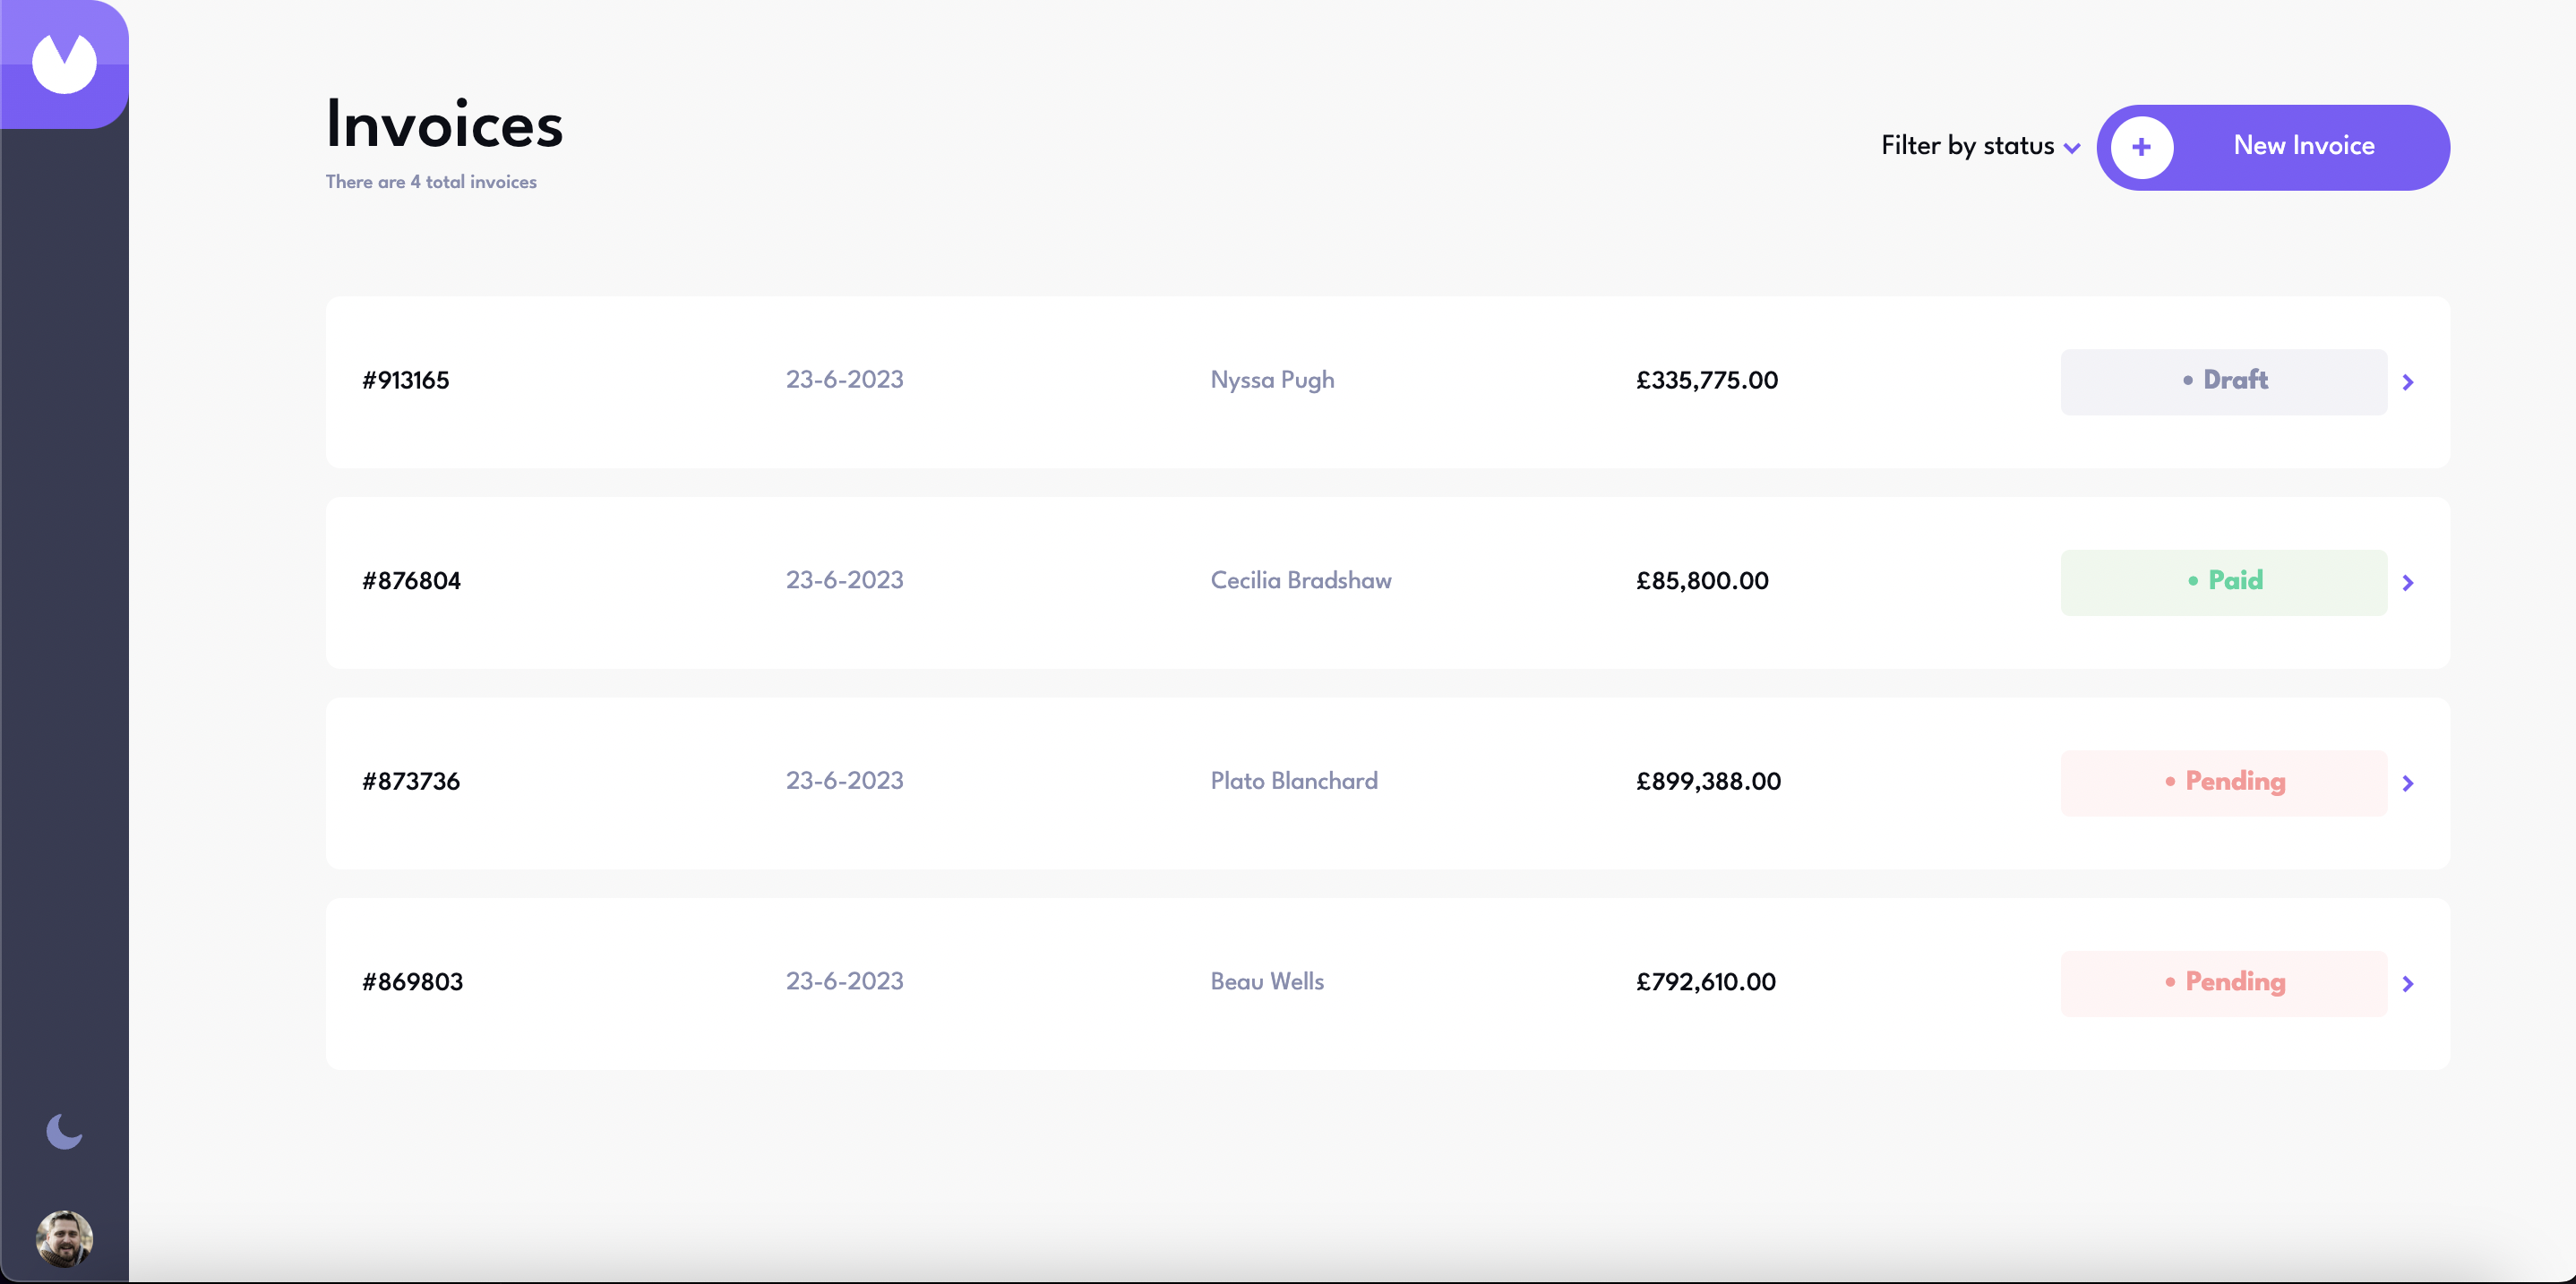 Invoices
There are 4 total invoices
Filter by status
+ New Invoice
#913165 23-6-2023 Nyssa Pugh £335,775.00 • Draft
#876804 23-6-2023 Cecilia Bradshaw £85,800.00 • Paid
#873736 23-6-2023 Plato Blanchard £899,388.00 • Pending
#869803 23-6-2023 Beau Wells £792,610.00 • Pending